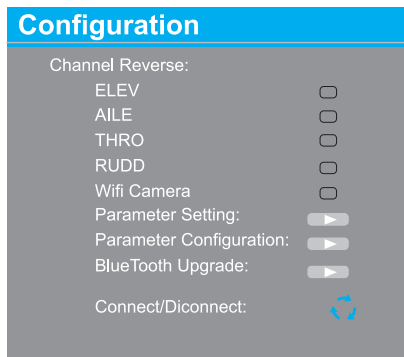 Configuration
Channel Reverse:
ELEV
AILE
THRO
RUDD
Wifi Camera
Parameter Setting:
Parameter Configuration:
BlueTooth Upgrade:
Connect/Diconnect: